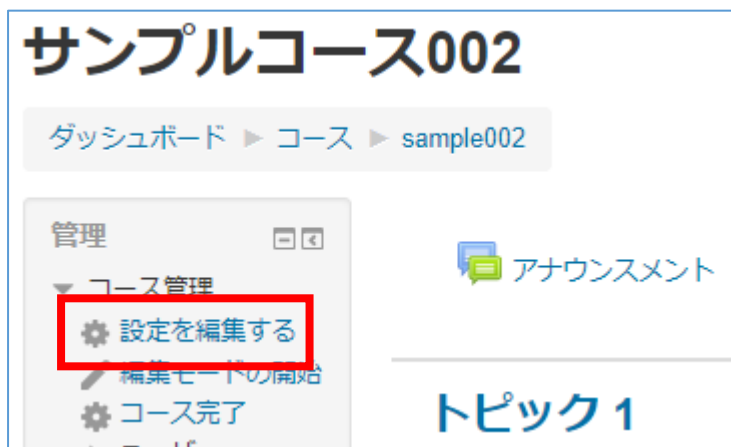 サンプルコース002
ダッシュボード ▶ コース ▶ sample002
管理
コース管理
設定を編集する
編集モードの開始
コース完了
アナウンスメント
トピック 1